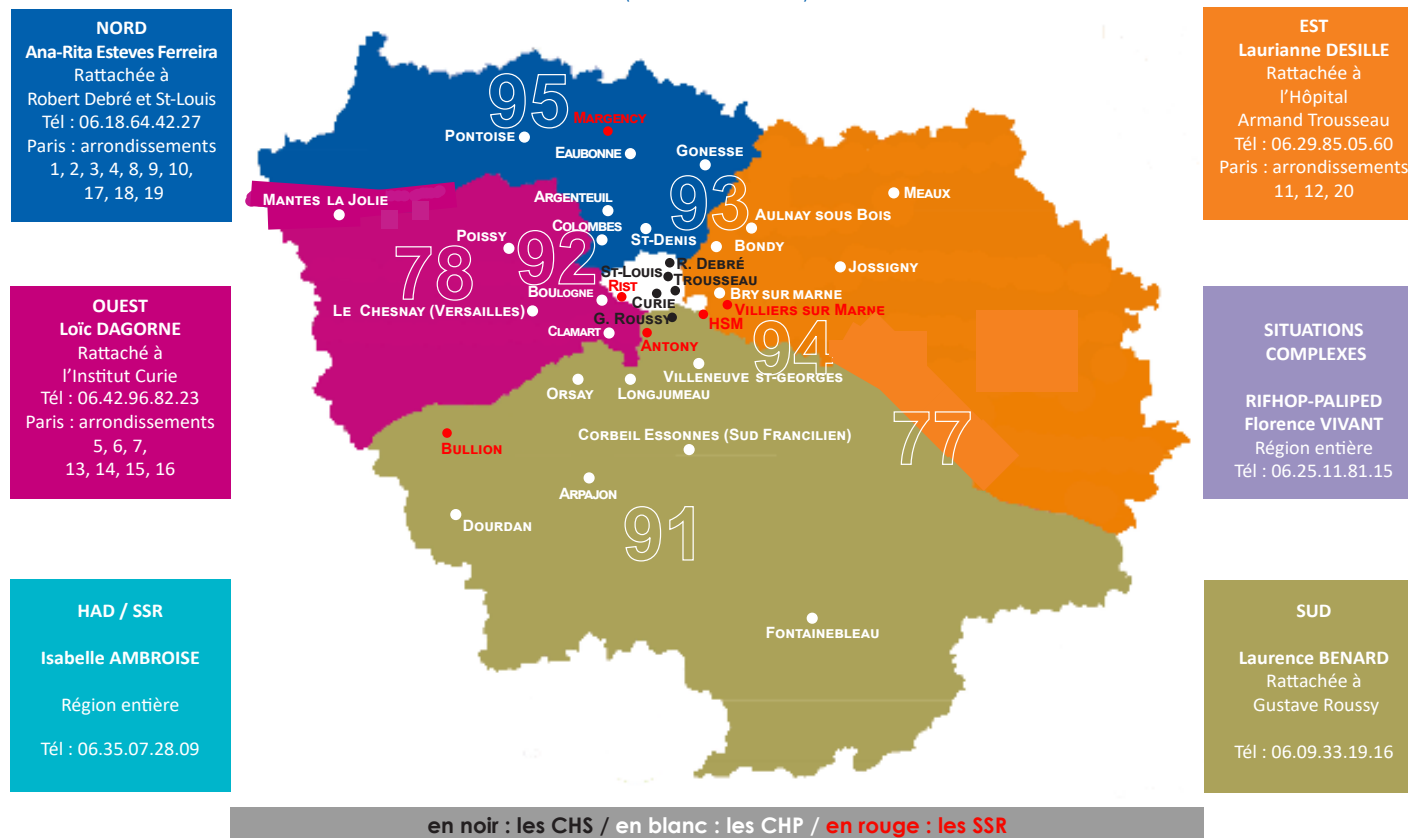 NORD
Ana-Rita Esteves Ferreira
Rattachée à
Robert Debré et St-Louis
Tél : 06.18.64.42.27
Paris : arrondissements
1, 2, 3, 4, 8, 9, 10,
17, 18, 19
OUEST
Loïc DAGORNE
Rattaché à
l'Institut Curie
Tél : 06.42.96.82.23
Paris : arrondissements
5, 6, 7,
13, 14, 15, 16
HAD / SSR
Isabelle AMBROISE
Région entière
Tél : 06.35.07.28.09
95
MARGENCY
PONTOISE
EAUBONNE
GONESSE
MANTES LA JOLIE
ARGENTEUIL
93
MEAUX
COLOMBES
AULNAY SOUS BOIS
POISSY
92
ST-DENIS
BONDY
78
R. DEBRÉ
ST-LOUIS
TROUSSEAU
JOSSIGNY
RIST
BOULOGNE
CURIE
BRY SUR MARNE
LE CHESNAY (VERSAILLES)
VILLIERS SUR MARNE
G. ROUSSY
HSM
CLAMART
ANTONY
94
VILLENEUVE ST-GEORGES
ORSAY
LONGJUMEAU
77
BULLION
CORBEIL ESSONNES (SUD FRANCILIEN)
ARPAJON
DOURDAN
91
FONTAINEBLEAU
EST
Laurianne DESILLE
Rattachée à
l'Hôpital
Armand Trousseau
Tél : 06.29.85.05.60
Paris : arrondissements
11, 12, 20
SITUATIONS
COMPLEXES
RIFHOP-PALIPED
Florence VIVANT
Région entière
Tél : 06.25.11.81.15
SUD
Laurence BENARD
Rattachée à
Gustave Roussy
Tél : 06.09.33.19.16
en noir : les CHS / en blanc : les CHP / en rouge : les SSR